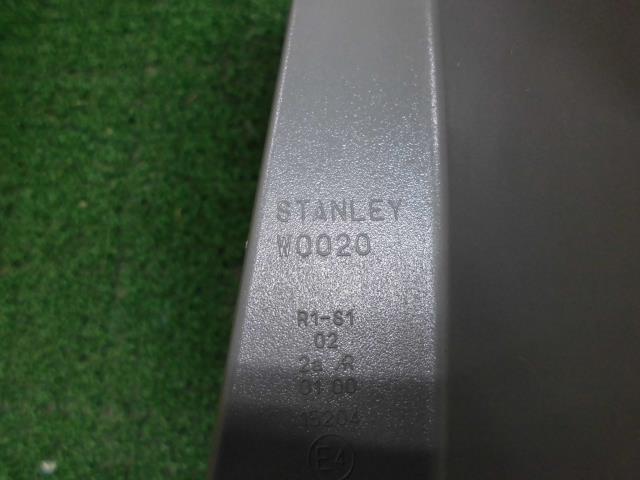 STANLEY
W0020
R1-S1
02
2a /R
01 00
15204
E4